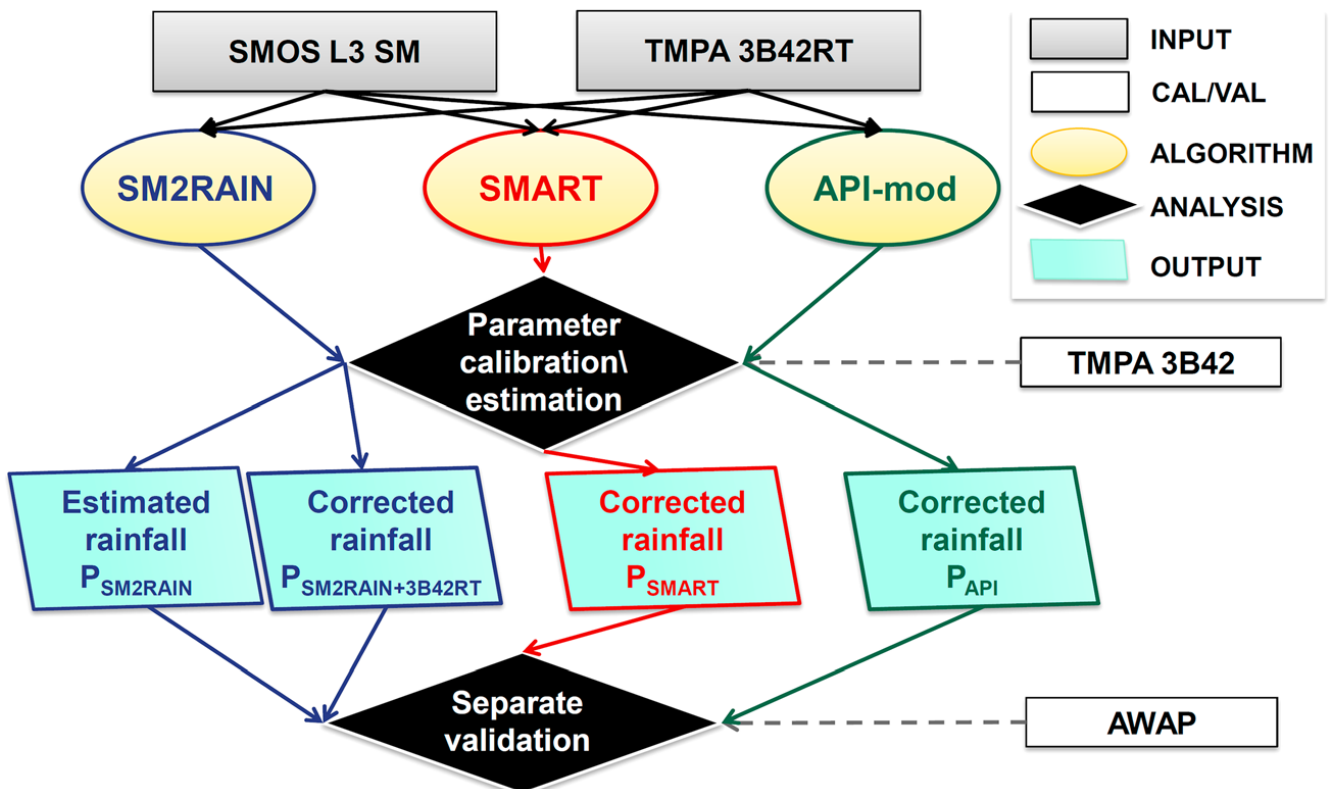 SMOS L3 SM
TMPA 3B42RT
INPUT
CAL/VAL
ALGORITHM
ANALYSIS
OUTPUT
SM2RAIN
SMART
API-mod
Parameter
calibration\
estimation
TMPA 3B42
Estimated
rainfall
PSM2RAIN
Corrected
rainfall
PSM2RAIN+3B42RT
Corrected
rainfall
PSMART
Corrected
rainfall
PAPI
Separate
validation
AWAP